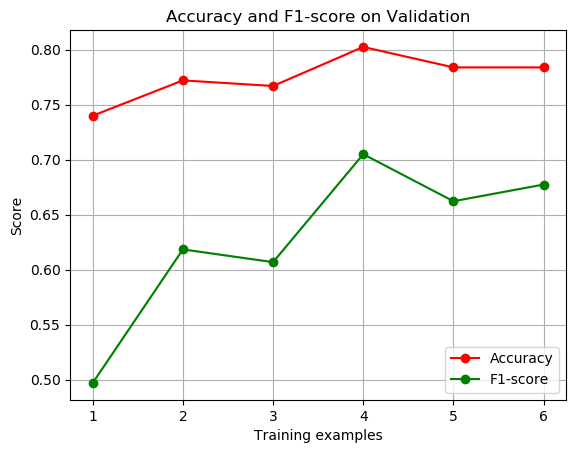 Accuracy and F1-score on Validation
Score
0.80
0.75
0.70
0.65
0.60
0.55
0.50
Accuracy
F1-score
1 2 3 4 5 6
Training examples